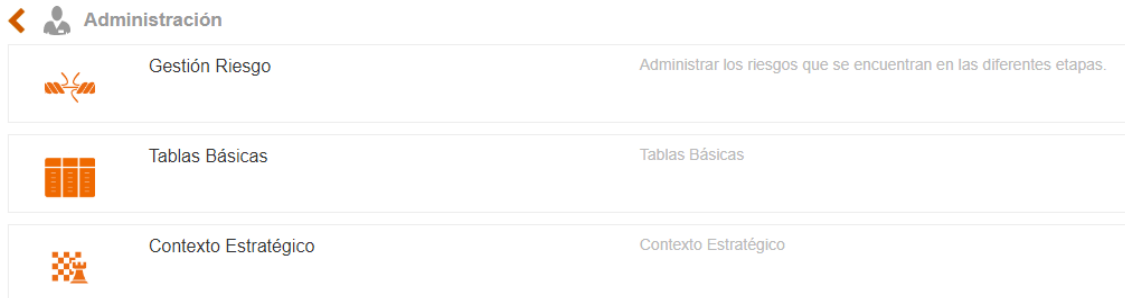 Administración
Gestión Riesgo
Administrar los riesgos que se encuentran en las diferentes etapas.
Tablas Básicas
Tablas Básicas
Contexto Estratégico
Contexto Estratégico